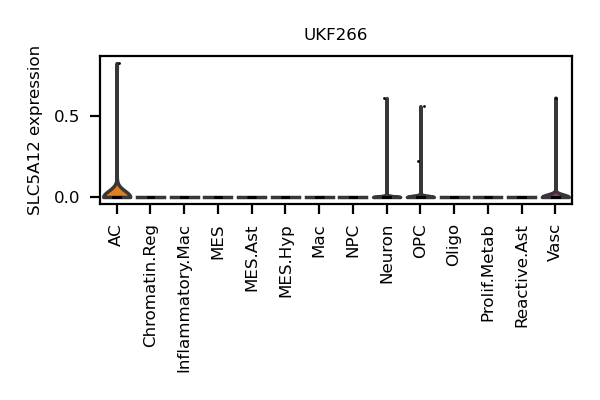 UKF266
SLC5A12 expression
0.5
0.0
AC
Chromatin.Reg
Inflammatory.Mac
MES
MES.Ast
MES.Hyp
Mac
NPC
Neuron
OPC
Oligo
Prolif.Metab
Reactive.Ast
Vasc